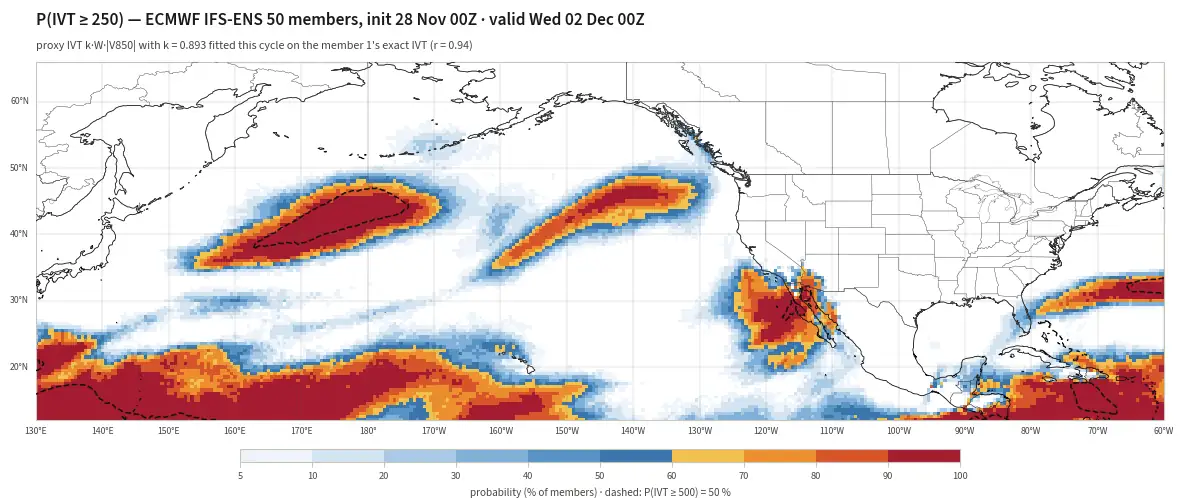 P(IVT ≥ 250) — ECMWF IFS-ENS 50 members, init 28 Nov 00Z · valid Wed 02 Dec 00Z
proxy IVT k·W·|V850| with k = 0.893 fitted this cycle on the member 1's exact IVT (r = 0.94)
60°N
50°N
40°N
30°N
20°N
130°E 140°E 150°E 160°E 170°E 180° 170°W 160°W 150°W 140°W 130°W 120°W 110°W 100°W 90°W 80°W 70°W 60°W
5 10 20 30 40 50 60 70 80 90 100
probability (% of members) · dashed: P(IVT ≥ 500) = 50 %